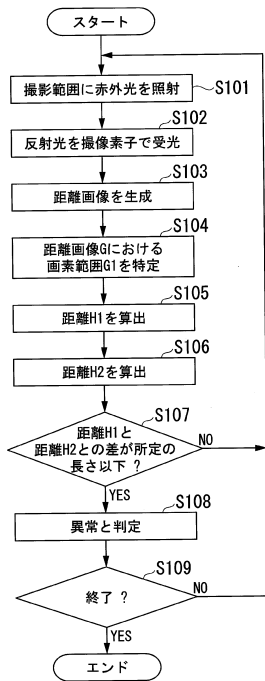 スタート
S101
撮影範囲に赤外光を照射
S102
反射光を撮像素子で受光
S103
距離画像を生成
S104
距離画像Gにおける
画素範囲G1を特定
S105
距離H1を算出
S106
距離H2を算出
S107
距離H1と
距離H2との差が所定の
長さ以下 ?
NO
YES
S108
異常と判定
S109
終了 ?
NO
YES
エンド